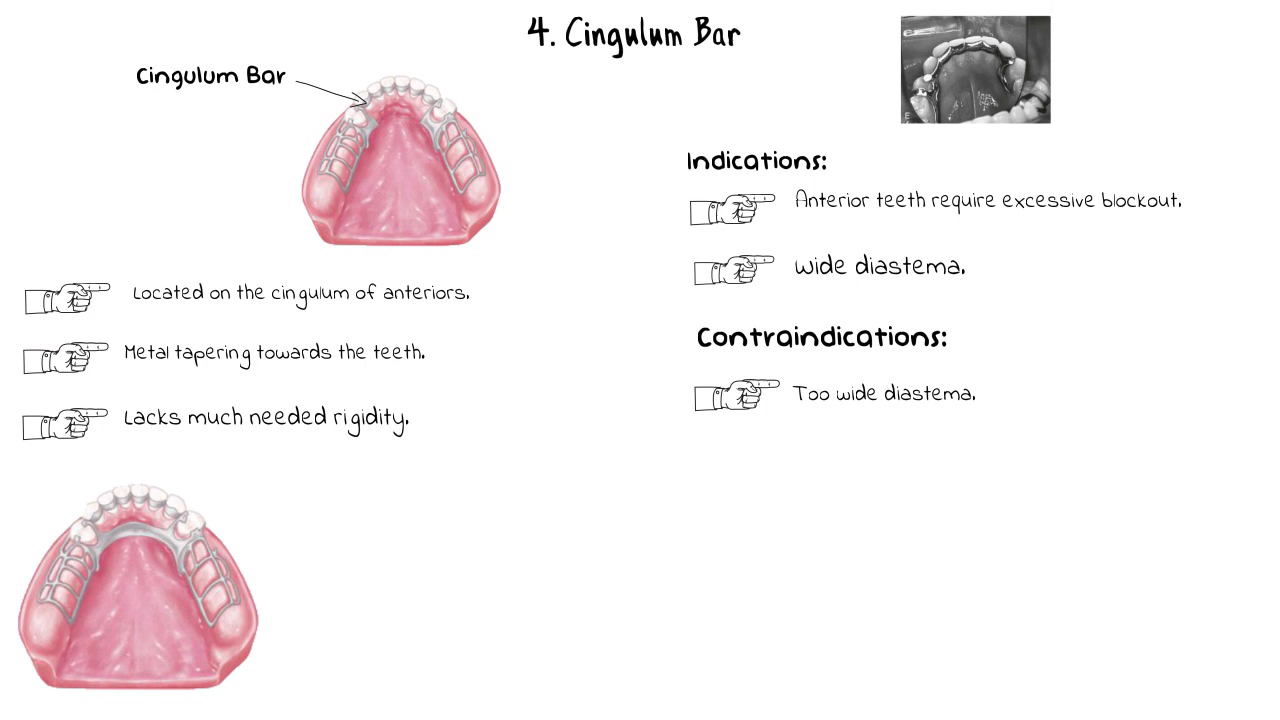 4. Cingulum Bar
Cingulum Bar
Located on the cingulum of anteriors.
Metal tapering towards the teeth.
Lacks much needed rigidity.
Indications:
Anterior teeth require excessive blockout.
Wide diastema.
Contraindications:
Too wide diastema.